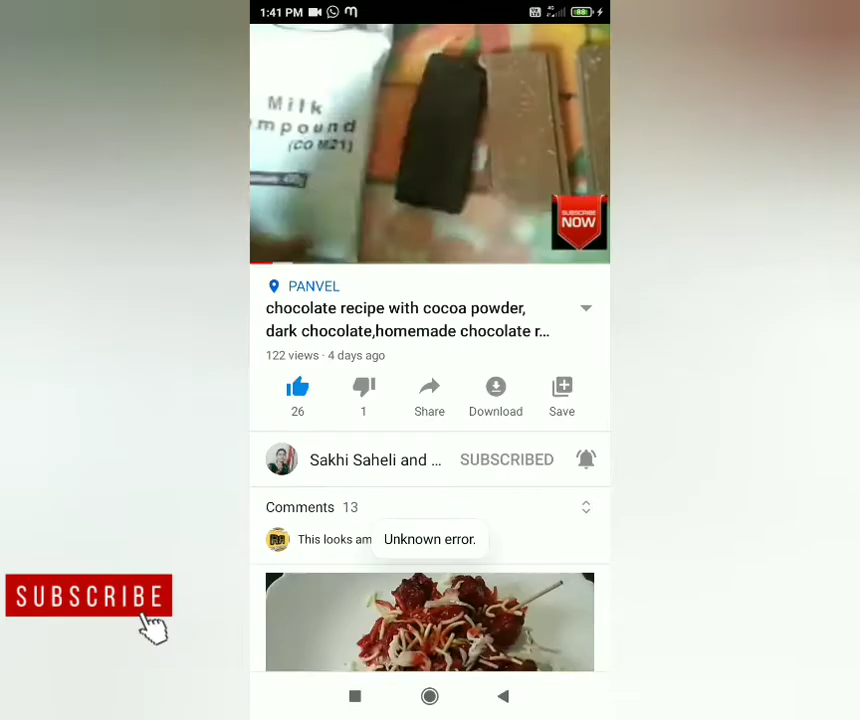 1:41 PM
88
Milk
mpound
(CO M21)
SUBSCRIBE
NOW
PANVEL
chocolate recipe with cocoa powder,
dark chocolate,homemade chocolate r...
122 views · 4 days ago
26
1
Share
Download
Save
Sakhi Saheli and ...
SUBSCRIBED
Comments 13
This looks am
Unknown error.
SUBSCRIBE